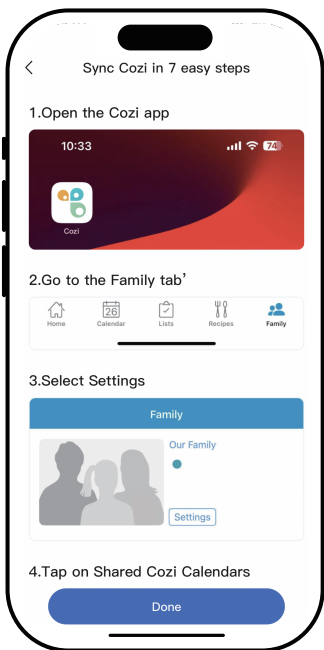 Sync Cozi in 7 easy steps
1.Open the Cozi app
10:33
74
Cozi
2.Go to the Family tab’
26
Home Calendar Lists Recipes Family
3.Select Settings
Family
Our Family
Settings
4.Tap on Shared Cozi Calendars
Done